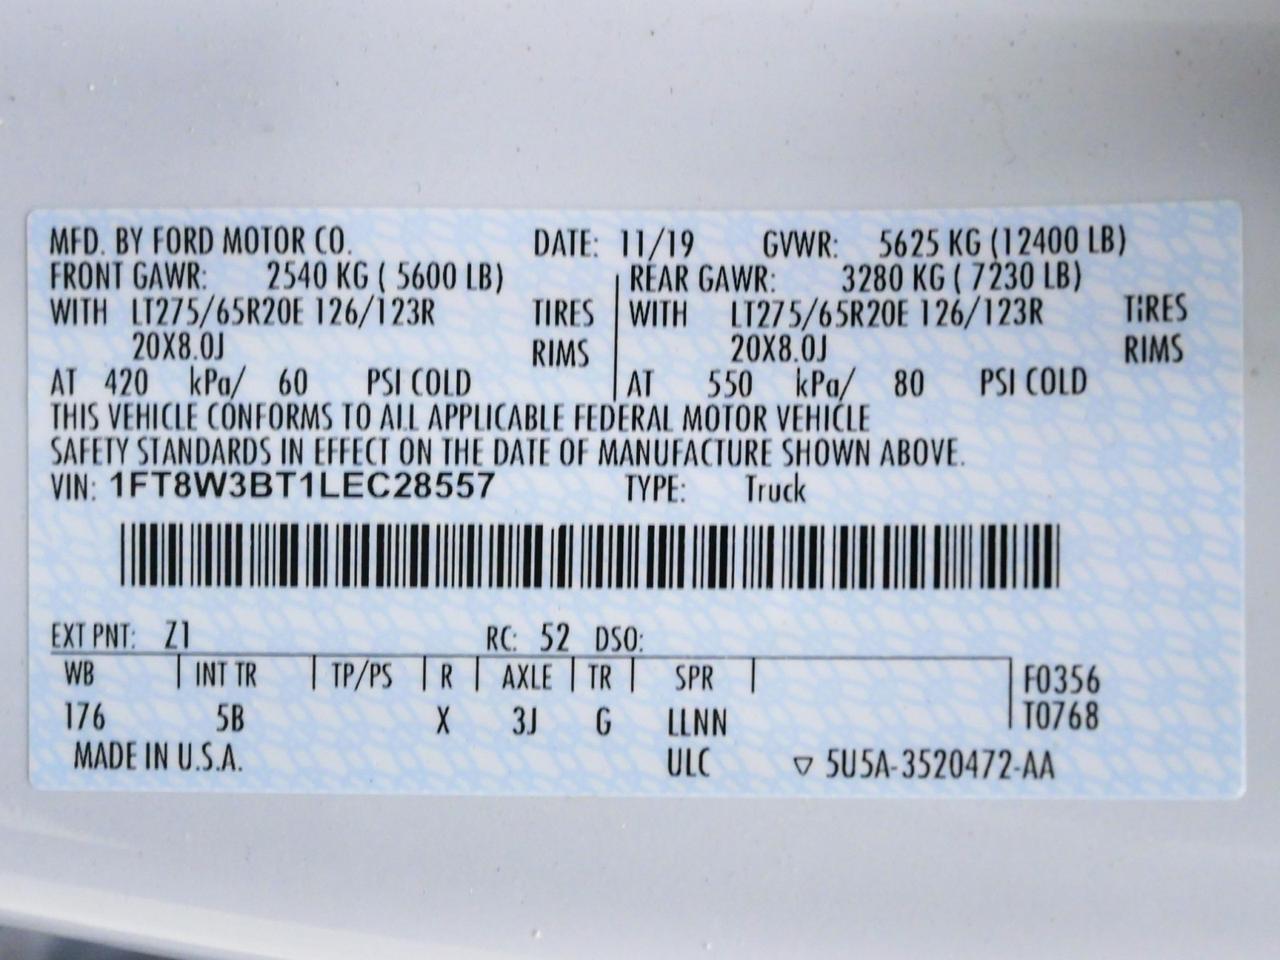 MFD. BY FORD MOTOR CO. DATE: 11/19 GVWR: 5625 KG (12400 LB)
FRONT GAWR: 2540 KG ( 5600 LB) REAR GAWR: 3280 KG ( 7230 LB)
WITH LT275/65R20E 126/123R TIRES WITH LT275/65R20E 126/123R TIRES
20X8.0J RIMS 20X8.0J RIMS
AT 420 kPa/ 60 PSI COLD AT 550 kPa/ 80 PSI COLD
THIS VEHICLE CONFORMS TO ALL APPLICABLE FEDERAL MOTOR VEHICLE
SAFETY STANDARDS IN EFFECT ON THE DATE OF MANUFACTURE SHOWN ABOVE.
VIN: 1FT8W3BT1LEC28557 TYPE: Truck
EXT PNT: Z1 RC: 52 DSO:
WB INT TR TP/PS R AXLE TR SPR F0356
176 5B X 3J G LLNN T0768
MADE IN U.S.A. ULC ▽ 5U5A-3520472-AA